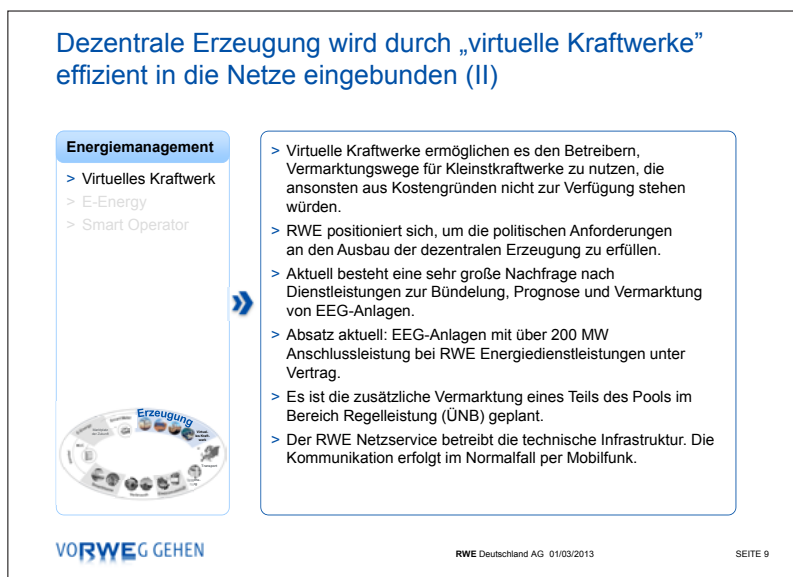 Dezentrale Erzeugung wird durch „virtuelle Kraftwerke”
effizient in die Netze eingebunden (II)
Energiemanagement
> Virtuelles Kraftwerk
> E-Energy
> Smart Operator
> Virtuelle Kraftwerke ermöglichen es den Betreibern,
Vermarktungswege für Kleinstkraftwerke zu nutzen, die
ansonsten aus Kostengründen nicht zur Verfügung stehen
würden.
> RWE positioniert sich, um die politischen Anforderungen
an den Ausbau der dezentralen Erzeugung zu erfüllen.
> Aktuell besteht eine sehr große Nachfrage nach
Dienstleistungen zur Bündelung, Prognose und Vermarktung
von EEG-Anlagen.
> Absatz aktuell: EEG-Anlagen mit über 200 MW
Anschlussleistung bei RWE Energiedienstleistungen unter
Vertrag.
> Es ist die zusätzliche Vermarktung eines Teils des Pools im
Bereich Regelleistung (ÜNB) geplant.
> Der RWE Netzservice betreibt die technische Infrastruktur. Die
Kommunikation erfolgt im Normalfall per Mobilfunk.
Erzeugung
Transport
VORWEG GEHEN
RWE Deutschland AG 01/03/2013
SEITE 9